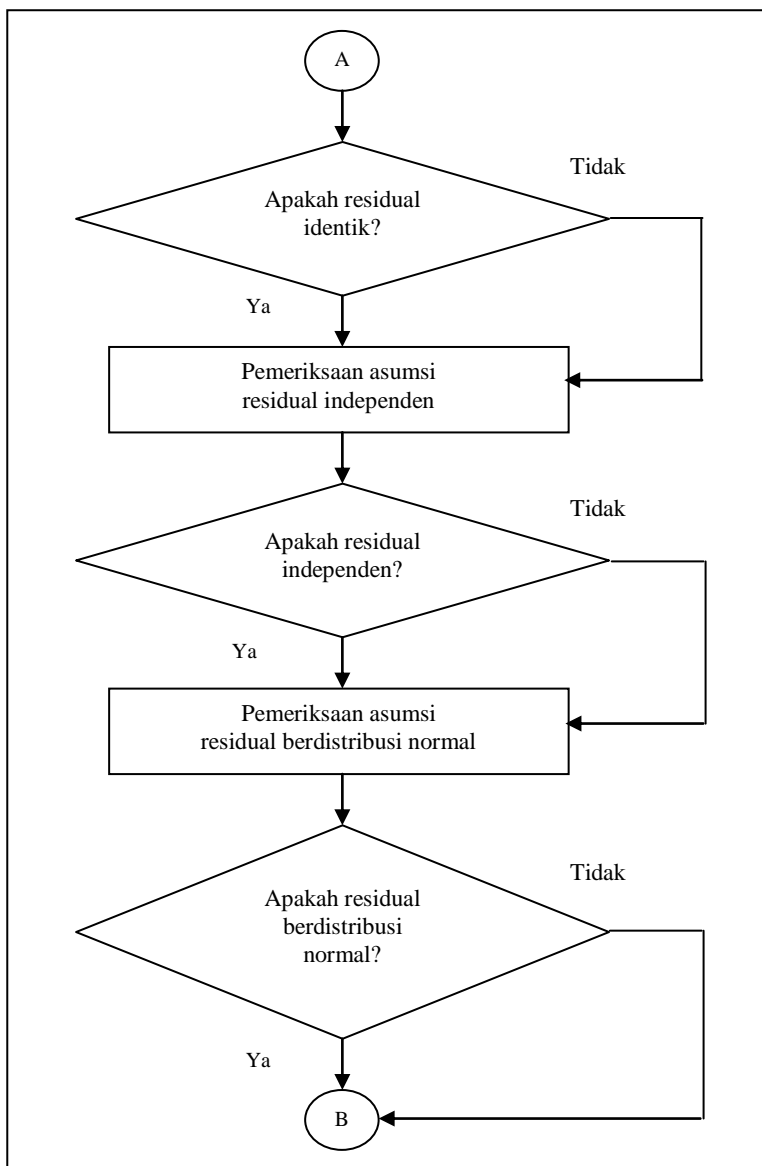 A
Tidak
Apakah residual
identik?
Ya
Pemeriksaan asumsi
residual independen
Tidak
Apakah residual
independen?
Ya
Pemeriksaan asumsi
residual berdistribusi normal
Tidak
Apakah residual
berdistribusi
normal?
Ya
B